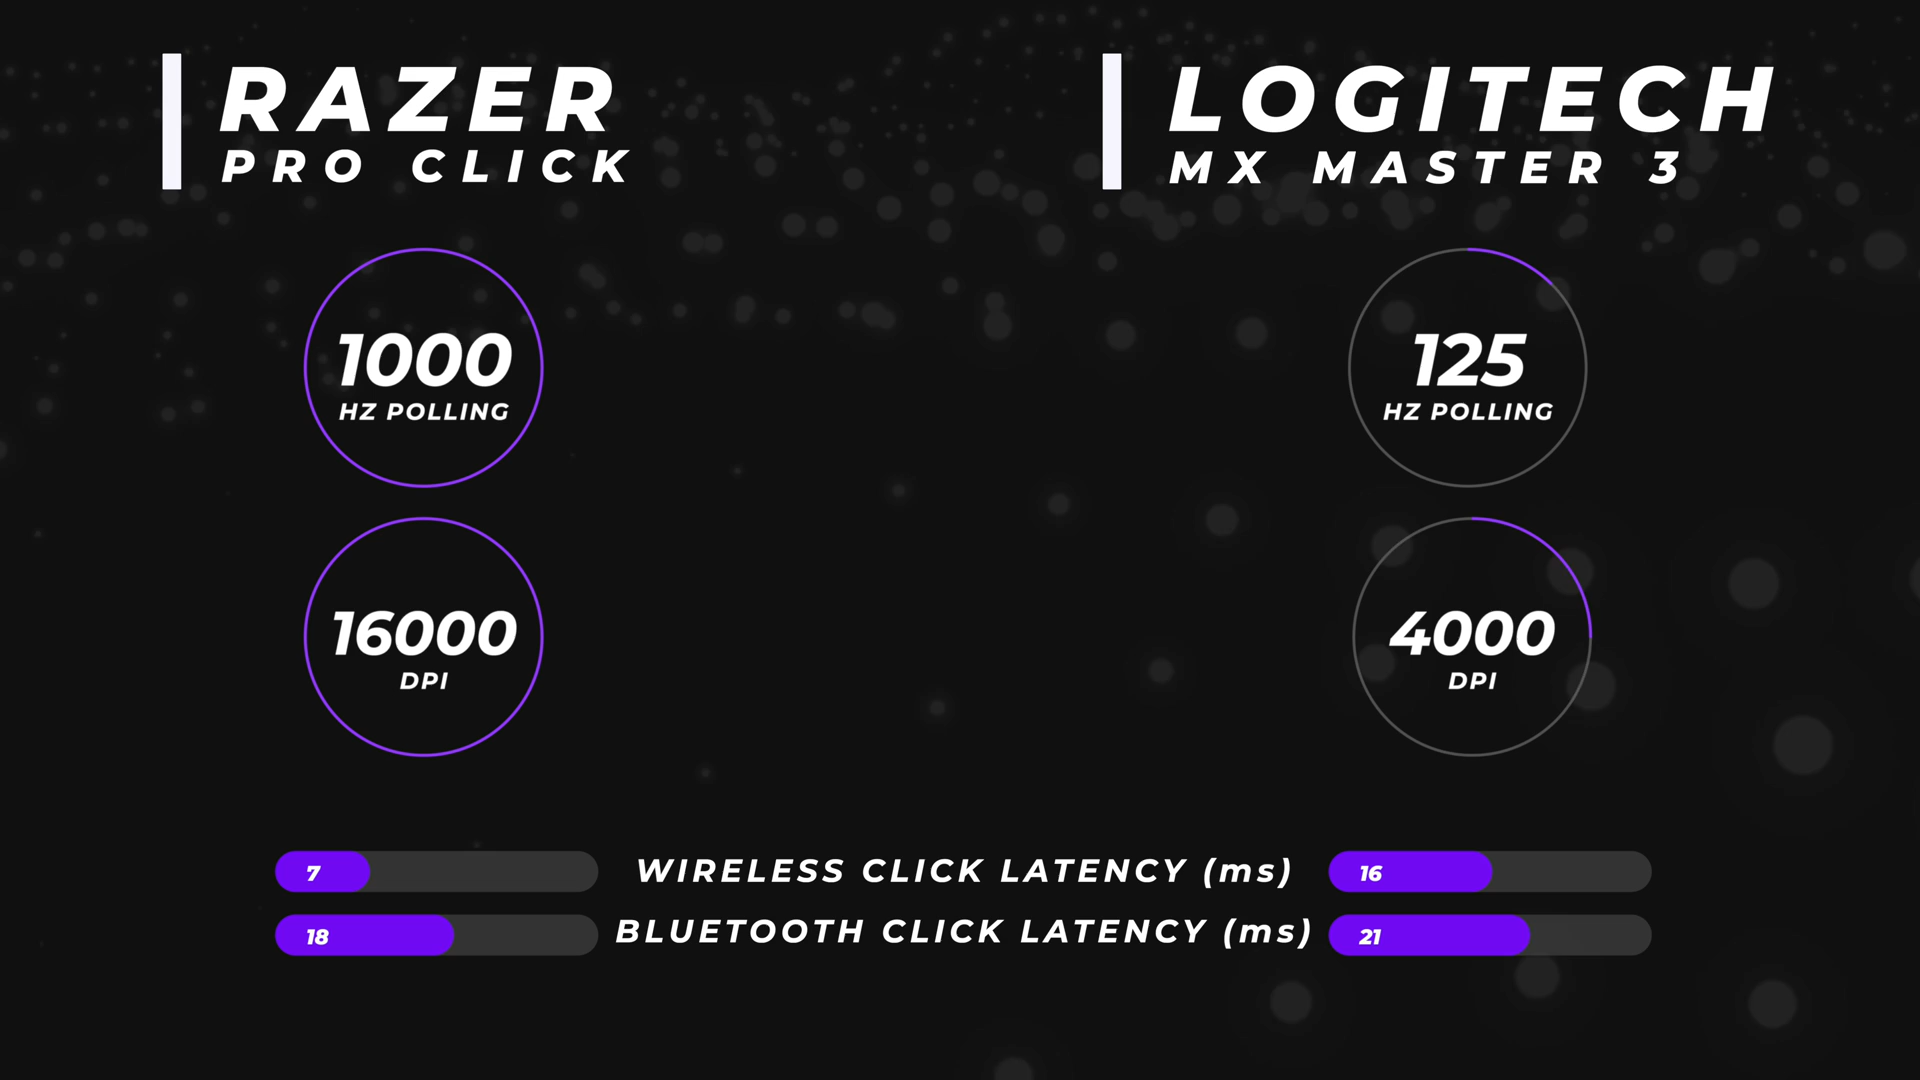 RAZER
PRO CLICK
LOGITECH
MX MASTER 3
1000
HZ POLLING
125
HZ POLLING
16000
DPI
4000
DPI
7 WIRELESS CLICK LATENCY (ms) 16
18 BLUETOOTH CLICK LATENCY (ms) 21